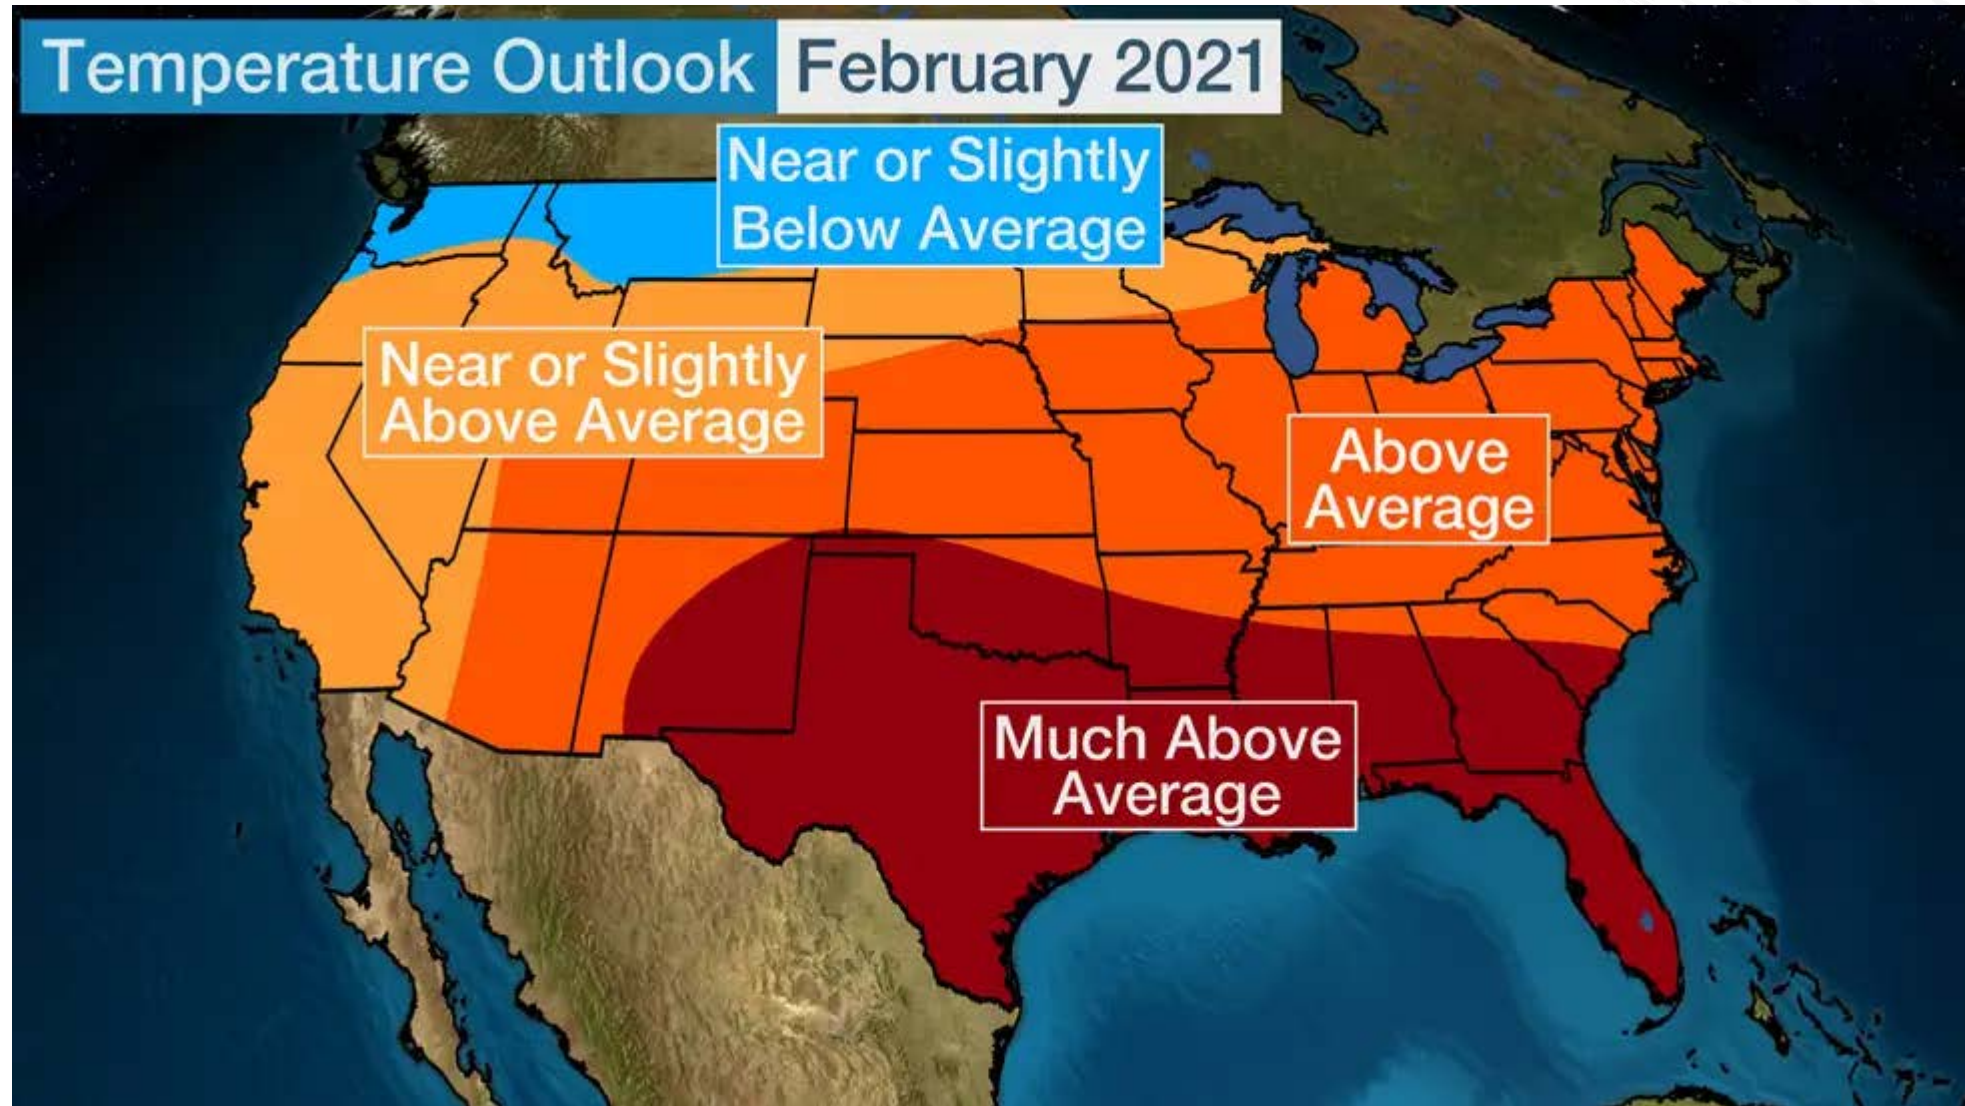 Temperature Outlook February 2021
Near or Slightly
Below Average
Near or Slightly
Above Average
Above
Average
Much Above
Average